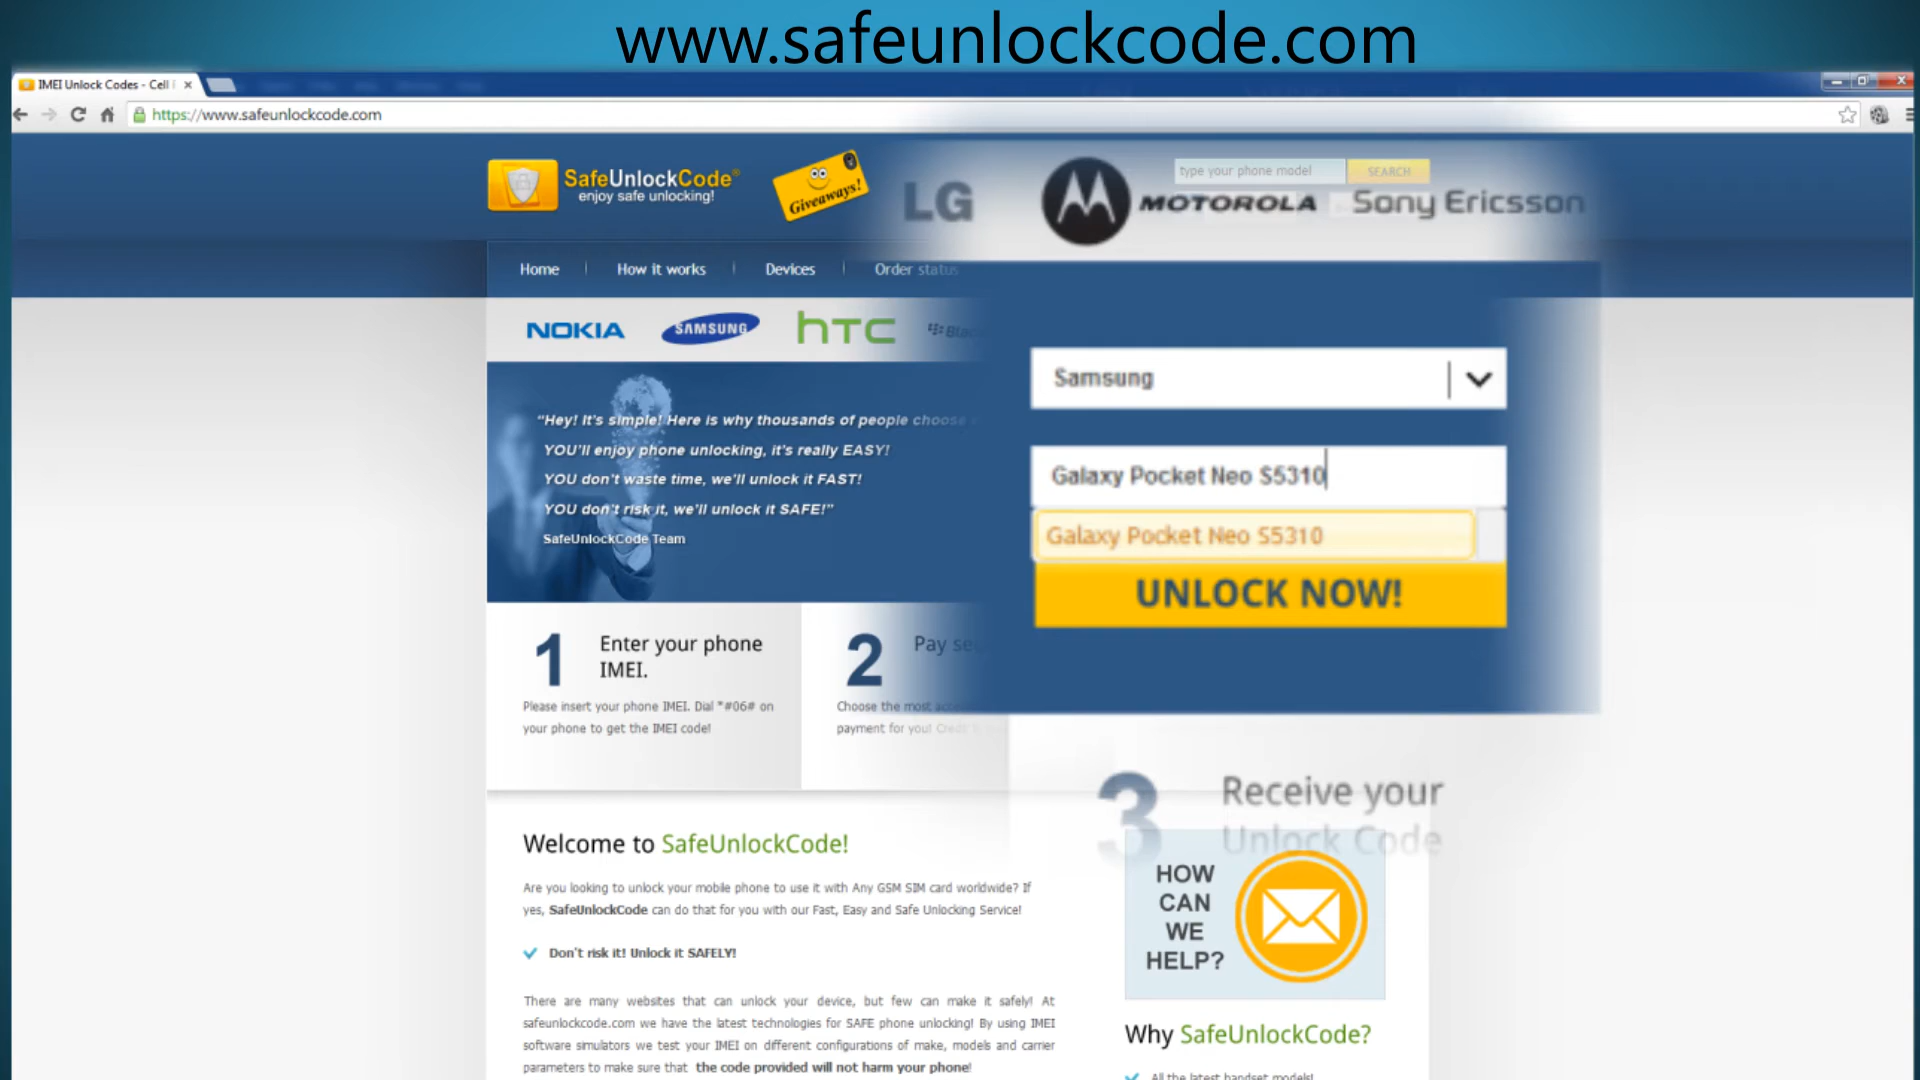 www.safeunlockcode.com
IMEI Unlock Codes - Cell
https://www.safeunlockcode.com
SafeUnlockCode®
enjoy safe unlocking!
Giveaways!
LG
MOTOROLA
Sony Ericsson
type your phone model
SEARCH
Home
How it works
Devices
Order status
NOKIA
SAMSUNG
hTC
Samsung
Galaxy Pocket Neo S5310
Galaxy Pocket Neo S5310
UNLOCK NOW!
“Hey! It's simple! Here is why thousands of people choose
YOU'll enjoy phone unlocking, it's really EASY!
YOU don't waste time, we'll unlock it FAST!
YOU don't risk it, we'll unlock it SAFE!”
SafeUnlockCode Team
1
Enter your phone
IMEI.
Please insert your phone IMEI. Dial *#06# on
your phone to get the IMEI code!
2
Pay
Choose the most
payment for you!
3
Receive your
Unlock Code
Welcome to SafeUnlockCode!
Are you looking to unlock your mobile phone to use it with Any GSM SIM card worldwide? If
yes, SafeUnlockCode can do that for you with our Fast, Easy and Safe Unlocking Service!
Don't risk it! Unlock it SAFELY!
There are many websites that can unlock your device, but few can make it safely! At
safeunlockcode.com we have the latest technologies for SAFE phone unlocking! By using IMEI
software simulators we test your IMEI on different configurations of make, models and carrier
parameters to make sure that the code provided will not harm your phone!
HOW
CAN
WE
HELP?
Why SafeUnlockCode?
All the latest handset models!